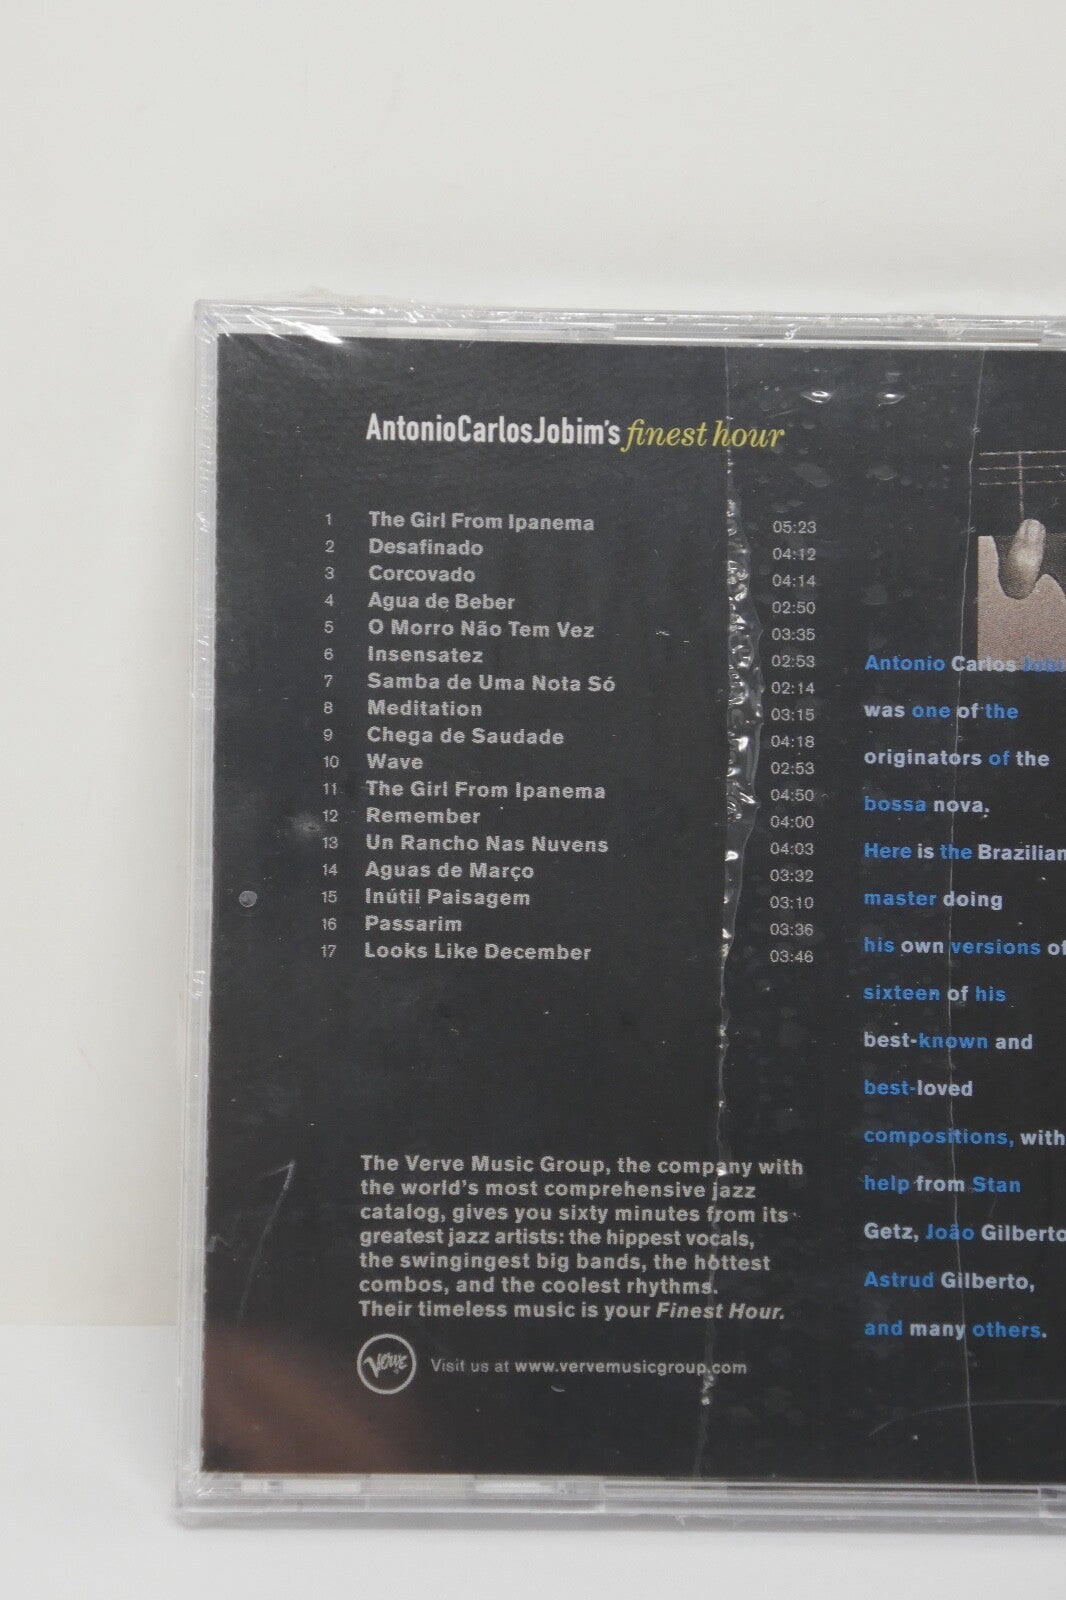 AntonioCarlosJobim's finest hour
1 The Girl From Ipanema 05:23
2 Desafinado 04:12
3 Corcovado 04:14
4 Agua de Beber 02:50
5 O Morro Não Tem Vez 03:35
6 Insensatez 02:53
7 Samba de Uma Nota Só 02:14
8 Meditation 03:15
9 Chega de Saudade 04:18
10 Wave 02:53
11 The Girl From Ipanema 04:50
12 Remember 04:00
13 Un Rancho Nas Nuvens 04:03
14 Aguas de Março 03:32
15 Inútil Paisagem 03:10
16 Passarim 03:36
17 Looks Like December 03:46
The Verve Music Group, the company with
the world's most comprehensive jazz
catalog, gives you sixty minutes from its
greatest jazz artists: the hippest vocals,
the swingingest big bands, the hottest
combos, and the coolest rhythms.
Their timeless music is your Finest Hour.
Verve
Visit us at www.vervemusicgroup.com
Antonio Carlos
was one of the
originators of the
bossa nova.
Here is the Brazilian
master doing
his own versions of
sixteen of his
best-known and
best-loved
compositions, with
help from Stan
Getz, João Gilberto
Astrud Gilberto,
and many others.